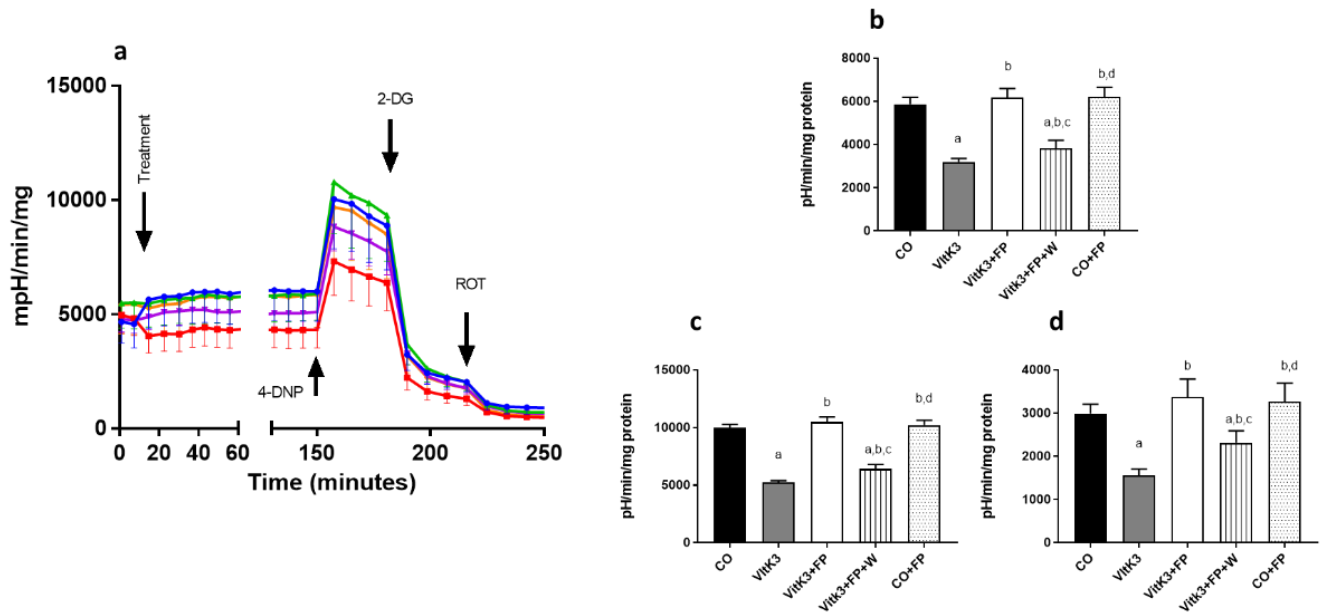 a
mpH/min/mg
15000
10000
5000
0
Treatment
4-DNP
2-DG
ROT
0 20 40 60 150 200 250
Time (minutes)
b
pH/min/mg protein
8000
6000
4000
2000
0
a
b
a,b,c
b,d
CO VItK3 VitK3+FP Vitk3+FP+W CO+FP
c
pH/min/mg protein
15000
10000
5000
0
a
b
a,b,c
b,d
CO VItK3 VitK3+FP Vitk3+FP+W CO+FP
d
pH/min/mg protein
4000
3000
2000
1000
0
a
b
a,b,c
b,d
CO VItK3 VitK3+FP Vitk3+FP+W CO+FP